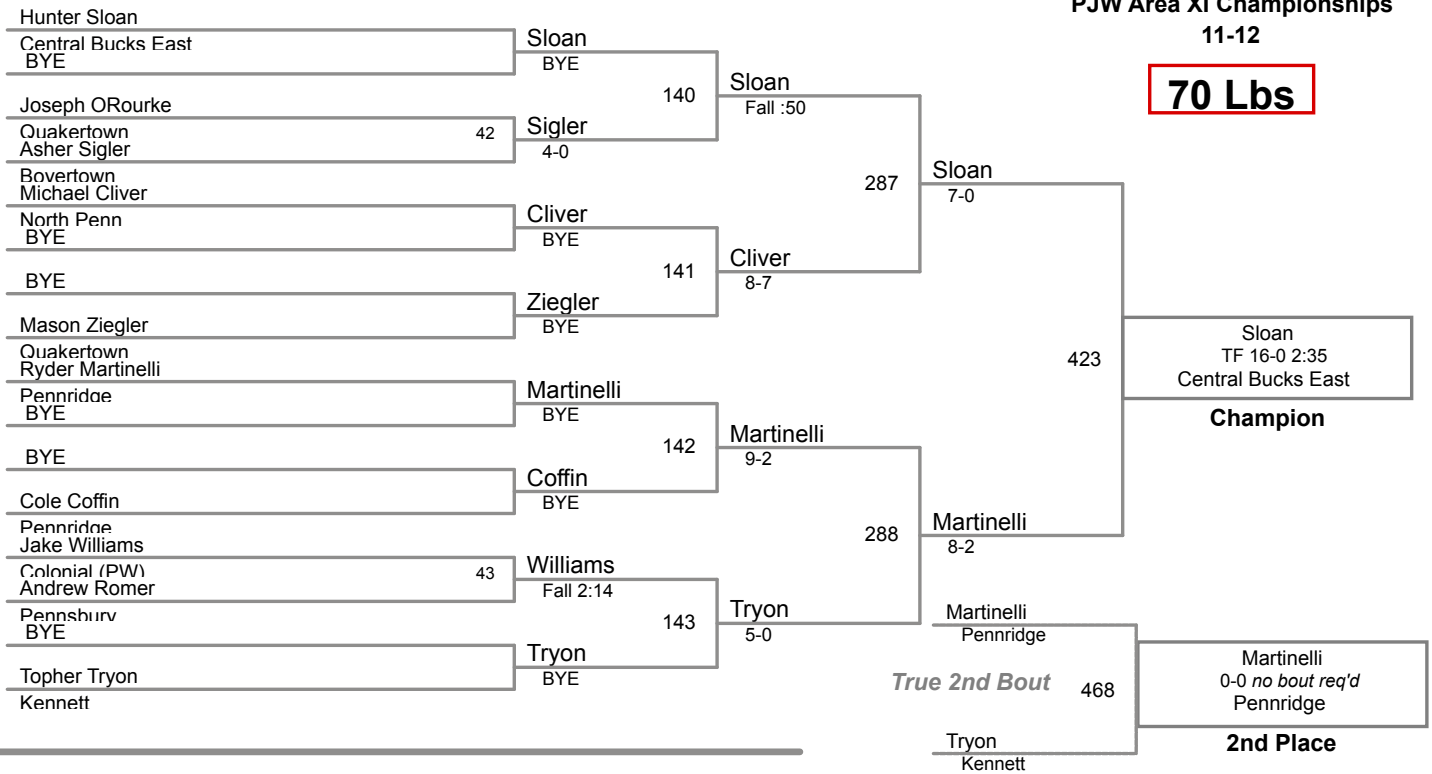 PJW Area XI Championships
11-12
70 Lbs
Hunter Sloan
Central Bucks East
BYE
Joseph ORourke
Quakertown
Asher Sigler
Boyertown
Michael Cliver
North Penn
BYE
BYE
Mason Ziegler
Quakertown
Ryder Martinelli
Pennridge
BYE
BYE
Cole Coffin
Pennridge
Jake Williams
Colonial (PW)
Andrew Romer
Pennsbury
BYE
Topher Tryon
Kennett
42
43
Sloan
BYE
Sigler
4-0
Cliver
BYE
Ziegler
BYE
Martinelli
BYE
Coffin
BYE
Williams
Fall 2:14
Tryon
BYE
140
141
142
143
Sloan
Fall :50
Cliver
8-7
Martinelli
9-2
Tryon
5-0
287
288
Sloan
7-0
Martinelli
8-2
423
Sloan
TF 16-0 2:35
Central Bucks East
Champion
Martinelli
Pennridge
True 2nd Bout
468
Tryon
Kennett
Martinelli
0-0 no bout req'd
Pennridge
2nd Place